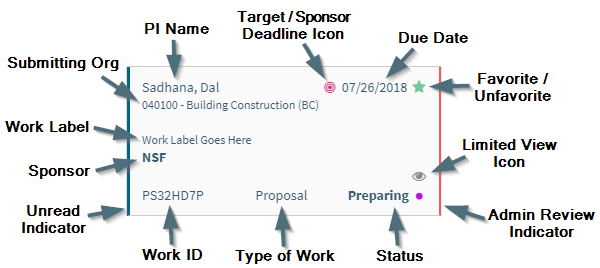 Target / Sponsor
Deadline Icon
PI Name
Due Date
Submitting Org
Sadhana, Dal
07/26/2018
Favorite /
Unfavorite
040100 - Building Construction (BC)
Work Label
Work Label Goes Here
NSF
Sponsor
Limited View
Icon
PS32HD7P
Proposal
Preparing
Unread
Indicator
Admin Review
Indicator
Work ID
Type of Work
Status